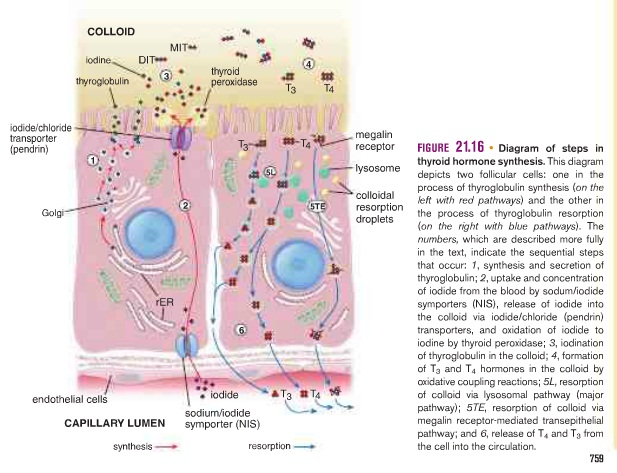 COLLOID
MIT
iodine
DIT
3
4
thyroglobulin
thyroid
peroxidase
T3
T4
iodide/chloride
transporter
(pendrin)
T3
T4
megalin
receptor
1
5L
lysosome
2
5TE
colloidal
resorption
droplets
Golgi
rER
6
endothelial cells
iodide
T3
T4
CAPILLARY LUMEN
sodium/iodide
symporter (NIS)
synthesis
resorption
FIGURE 21.16 • Diagram of steps in
thyroid hormone synthesis. This diagram
depicts two follicular cells: one in the
process of thyroglobulin synthesis (on the
left with red pathways) and the other in
the process of thyroglobulin resorption
(on the right with blue pathways). The
numbers, which are described more fully
in the text, indicate the sequential steps
that occur: 1, synthesis and secretion of
thyroglobulin; 2, uptake and concentration
of iodide from the blood by sodum/iodide
symporters (NIS), release of iodide into
the colloid via iodide/chloride (pendrin)
transporters, and oxidation of iodide to
iodine by thyroid peroxidase; 3, iodination
of thyroglobulin in the colloid; 4, formation
of T3 and T4 hormones in the colloid by
oxidative coupling reactions; 5L, resorption
of colloid via lysosomal pathway (major
pathway); 5TE, resorption of colloid via
megalin receptor-mediated transepithelial
pathway; and 6, release of T4 and T3 from
the cell into the circulation.
759